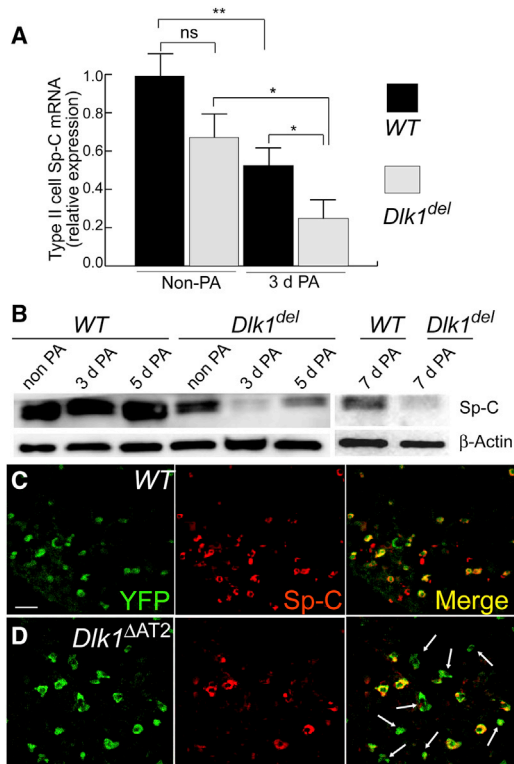 A
**
ns
*
*
Type II cell Sp-C mRNA
(relative expression)
1.0
0.8
0.6
0.4
0.2
0.0
Non-PA
3 d PA
WT
Dlk1del
B
WT
Dlk1del
WT
Dlk1del
non PA
3 d PA
5 d PA
non PA
3 d PA
5 d PA
7 d PA
7 d PA
Sp-C
β-Actin
C
WT
YFP
Sp-C
Merge
D
Dlk1ΔAT2